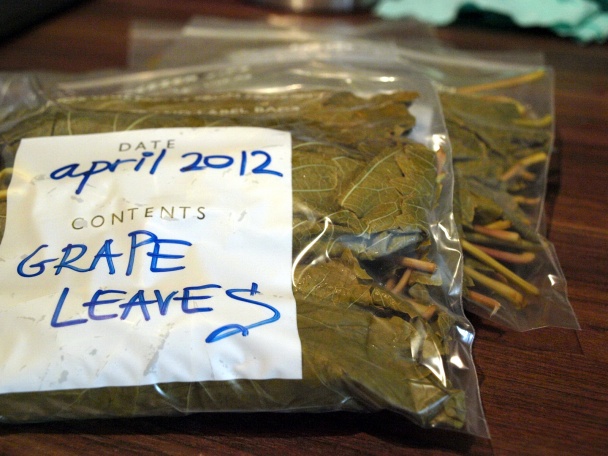 DATE
april 2012
CONTENTS
GRAPE
LEAVES